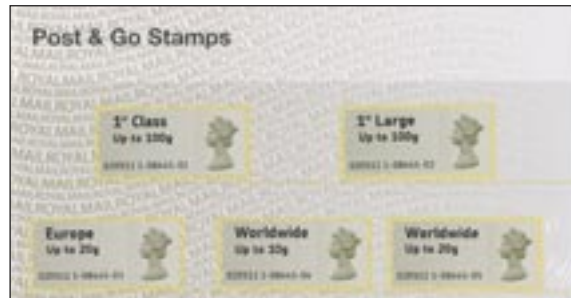 Post & Go Stamps
1st Class
Up to 100g
1st Large
Up to 100g
Europe
Up to 20g
Worldwide
Up to 10g
Worldwide
Up to 20g